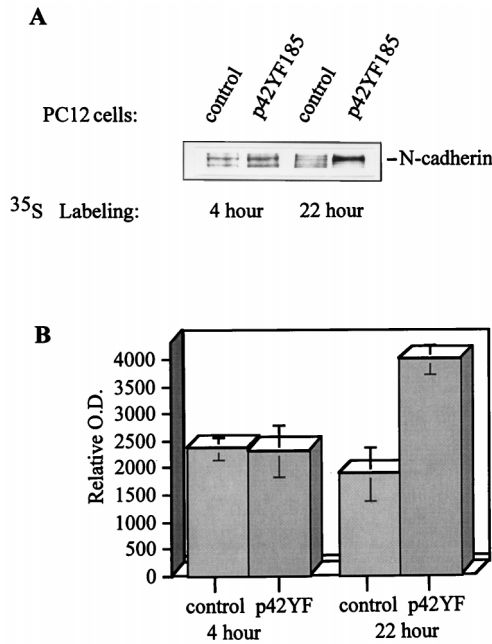 A
control p42YF185 control p42YF185
PC12 cells:
–N-cadherin
35S Labeling: 4 hour 22 hour
B
Relative O.D.
4000
3500
3000
2500
2000
1500
1000
500
0
control p42YF control p42YF
4 hour 22 hour